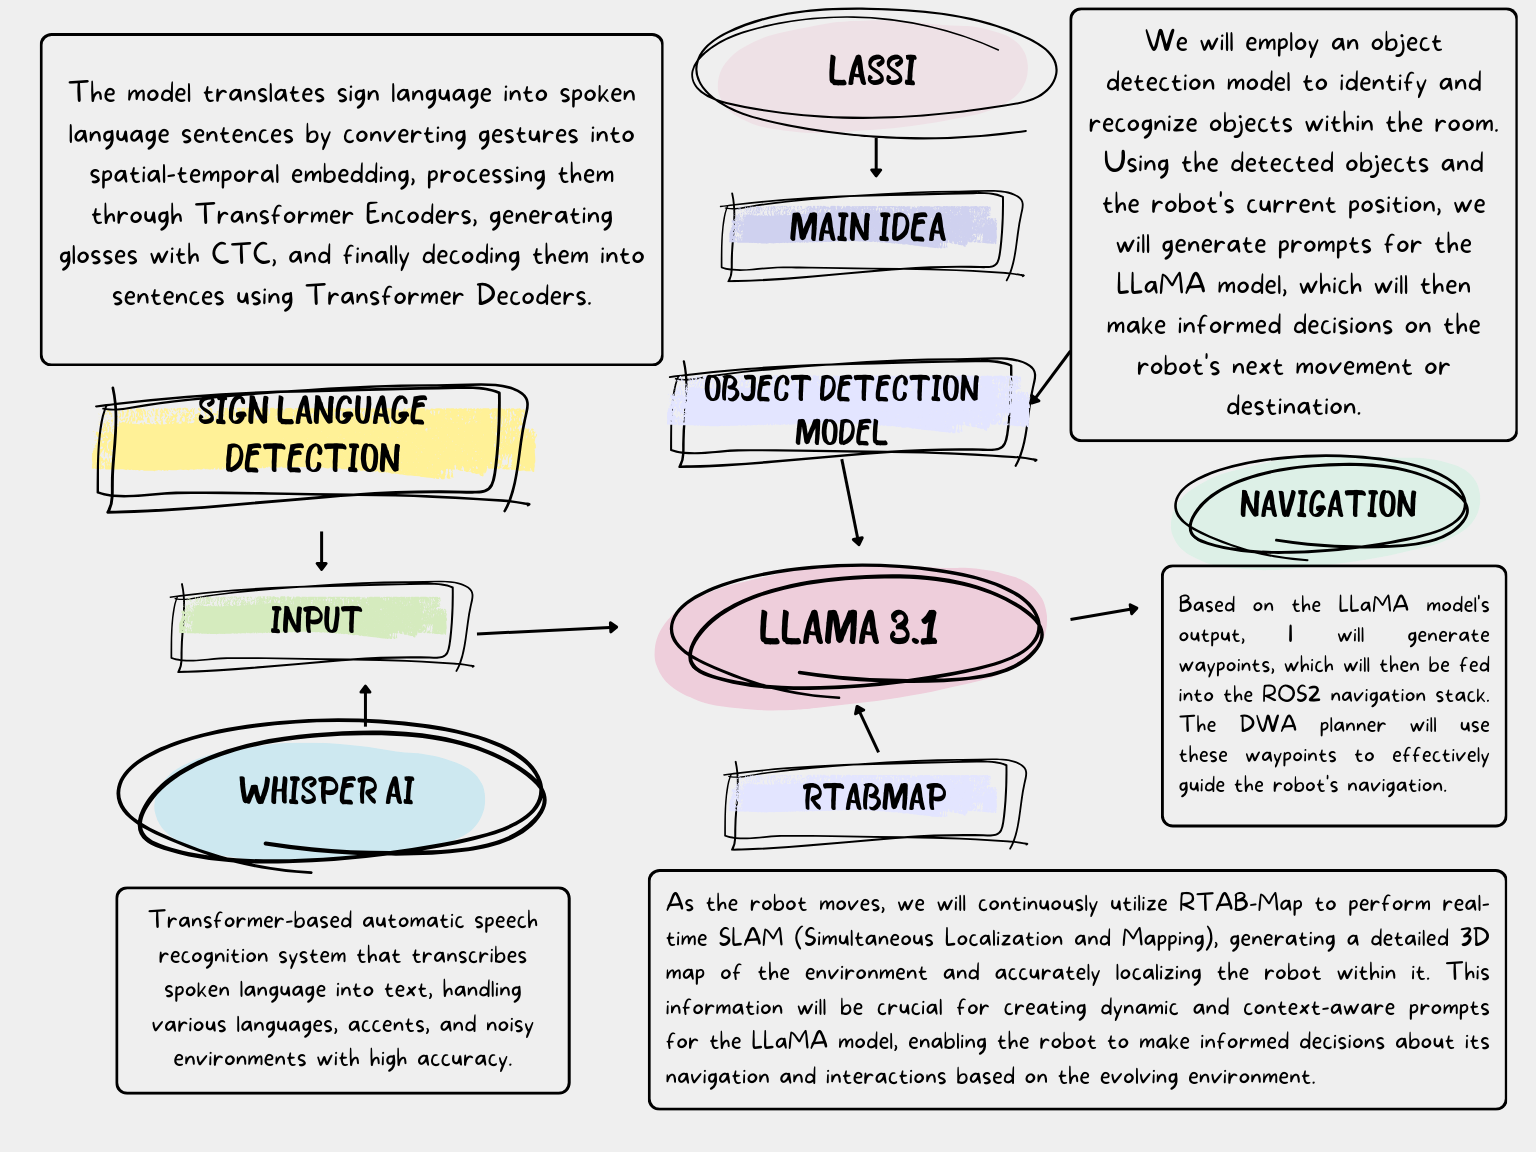 The model translates sign language into spoken
language sentences by converting gestures into
spatial-temporal embedding, processing them
through Transformer Encoders, generating
glosses with CTC, and finally decoding them into
sentences using Transformer Decoders.
LASSI
MAIN IDEA
We will employ an object
detection model to identify and
recognize objects within the room.
Using the detected objects and
the robot's current position, we
will generate prompts for the
LLaMA model, which will then
make informed decisions on the
robot's next movement or
destination.
SIGN LANGUAGE
DETECTION
OBJECT DETECTION
MODEL
INPUT
LLAMA 3.1
NAVIGATION
Based on the LLaMA model's
output, I will generate
waypoints, which will then be fed
into the ROS2 navigation stack.
The DWA planner will use
these waypoints to effectively
guide the robot's navigation.
WHISPER AI
RTABMAP
Transformer-based automatic speech
recognition system that transcribes
spoken language into text, handling
various languages, accents, and noisy
environments with high accuracy.
As the robot moves, we will continuously utilize RTAB-Map to perform real-
time SLAM (Simultaneous Localization and Mapping), generating a detailed 3D
map of the environment and accurately localizing the robot within it. This
information will be crucial for creating dynamic and context-aware prompts
for the LLaMA model, enabling the robot to make informed decisions about its
navigation and interactions based on the evolving environment.